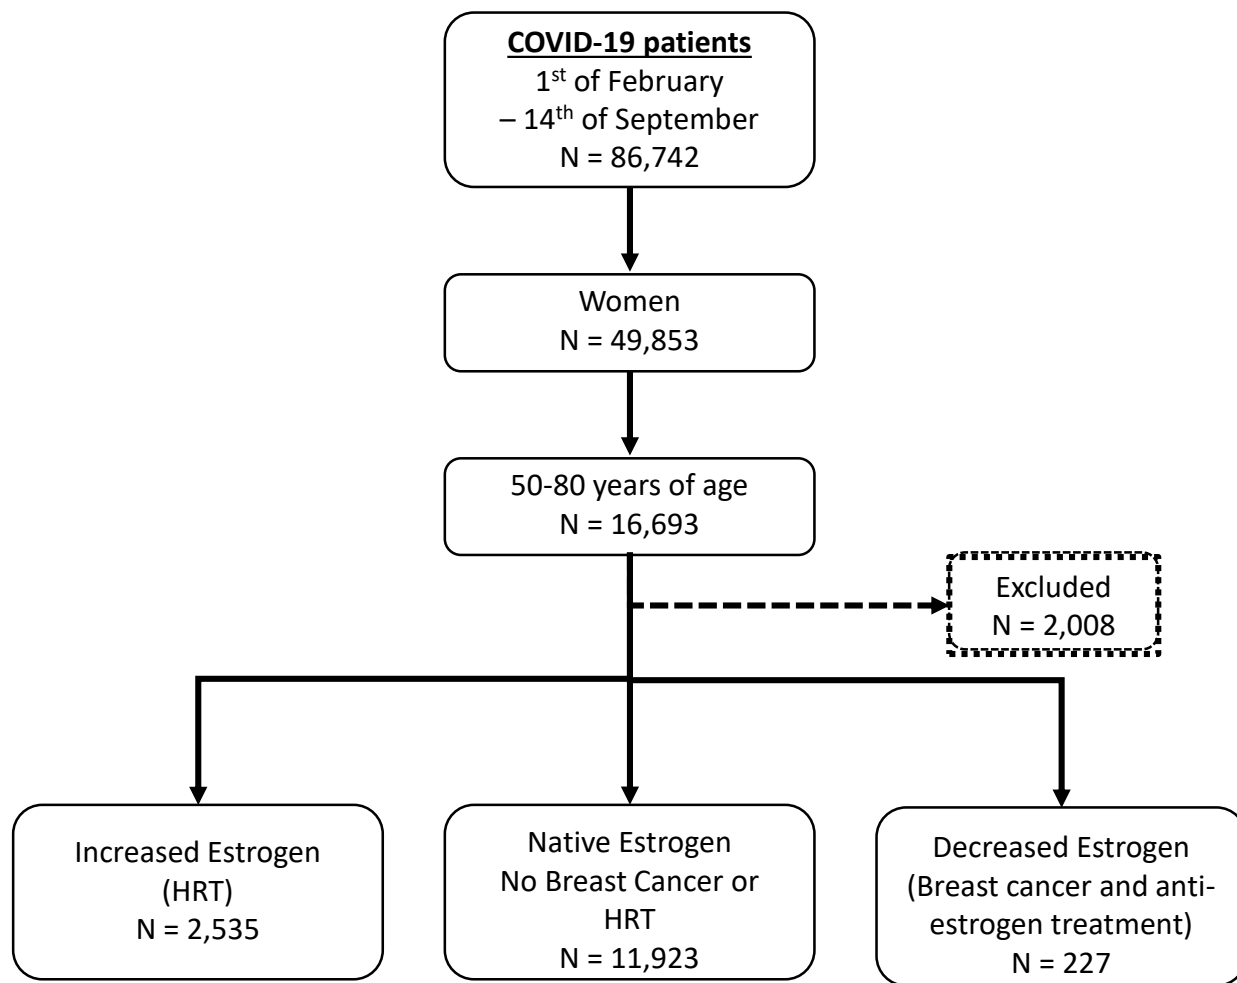 COVID-19 patients
1st of February
– 14th of September
N = 86,742
Women
N = 49,853
50-80 years of age
N = 16,693
Excluded
N = 2,008
Increased Estrogen
(HRT)
N = 2,535
Native Estrogen
No Breast Cancer or
HRT
N = 11,923
Decreased Estrogen
(Breast cancer and anti-
estrogen treatment)
N = 227